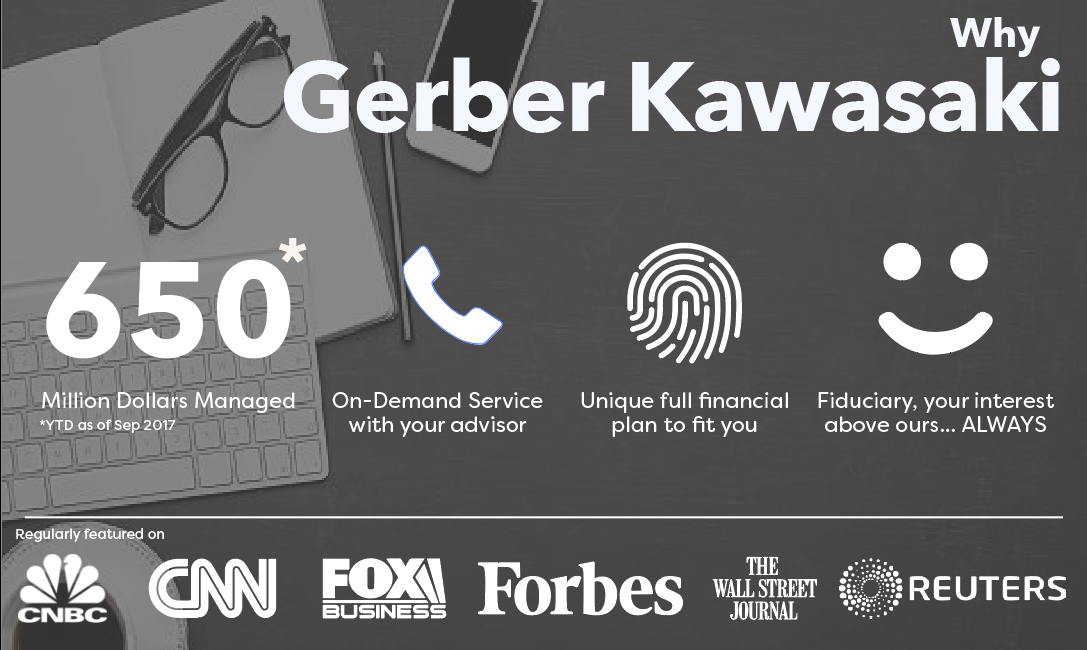 Why
Gerber Kawasaki
650*
Million Dollars Managed
*YTD as of Sep 2017
On-Demand Service
with your advisor
Unique full financial
plan to fit you
Fiduciary, your interest
above ours... ALWAYS
Regularly featured on
CNBC
CNN
FOX
BUSINESS
Forbes
THE
WALL STREET
JOURNAL
REUTERS